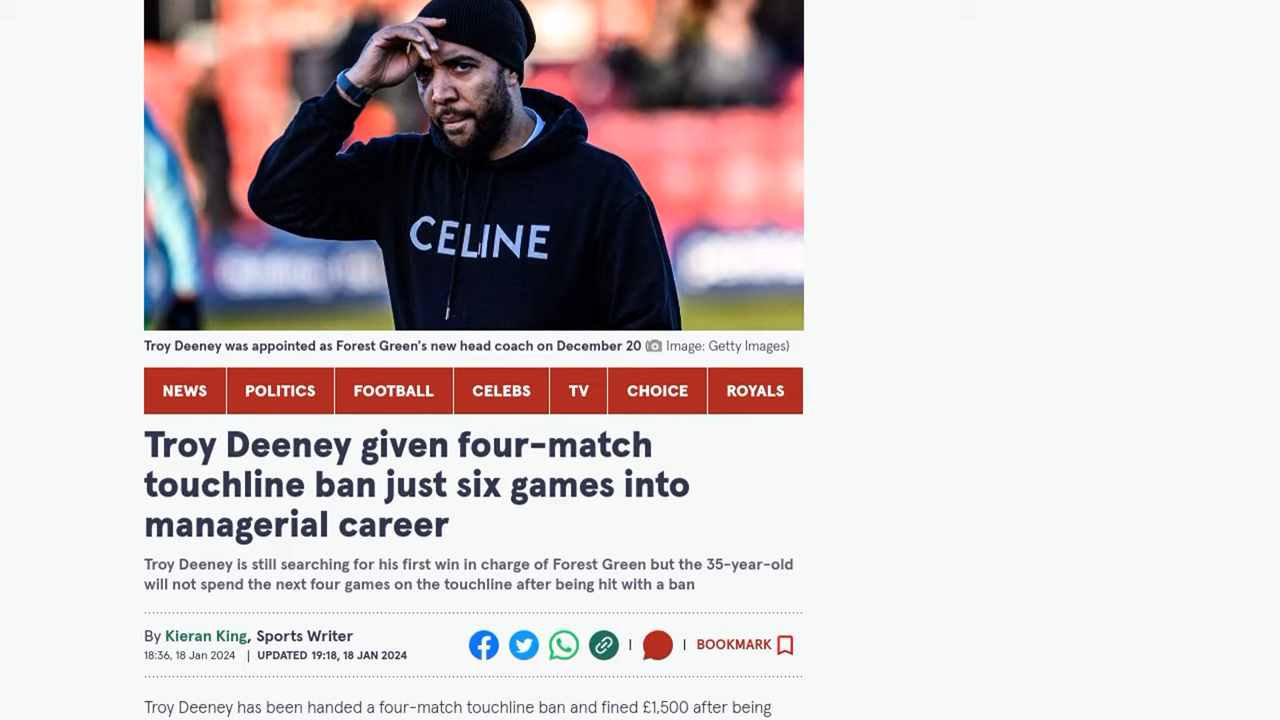 CELINE
Troy Deeney was appointed as Forest Green's new head coach on December 20 ( Image: Getty Images)
NEWS POLITICS FOOTBALL CELEBS TV CHOICE ROYALS
Troy Deeney given four-match
touchline ban just six games into
managerial career
Troy Deeney is still searching for his first win in charge of Forest Green but the 35-year-old
will not spend the next four games on the touchline after being hit with a ban
By Kieran King, Sports Writer
18:36, 18 Jan 2024 | UPDATED 19:18, 18 JAN 2024
| | BOOKMARK
Troy Deeney has been handed a four-match touchline ban and fined £1,500 after being